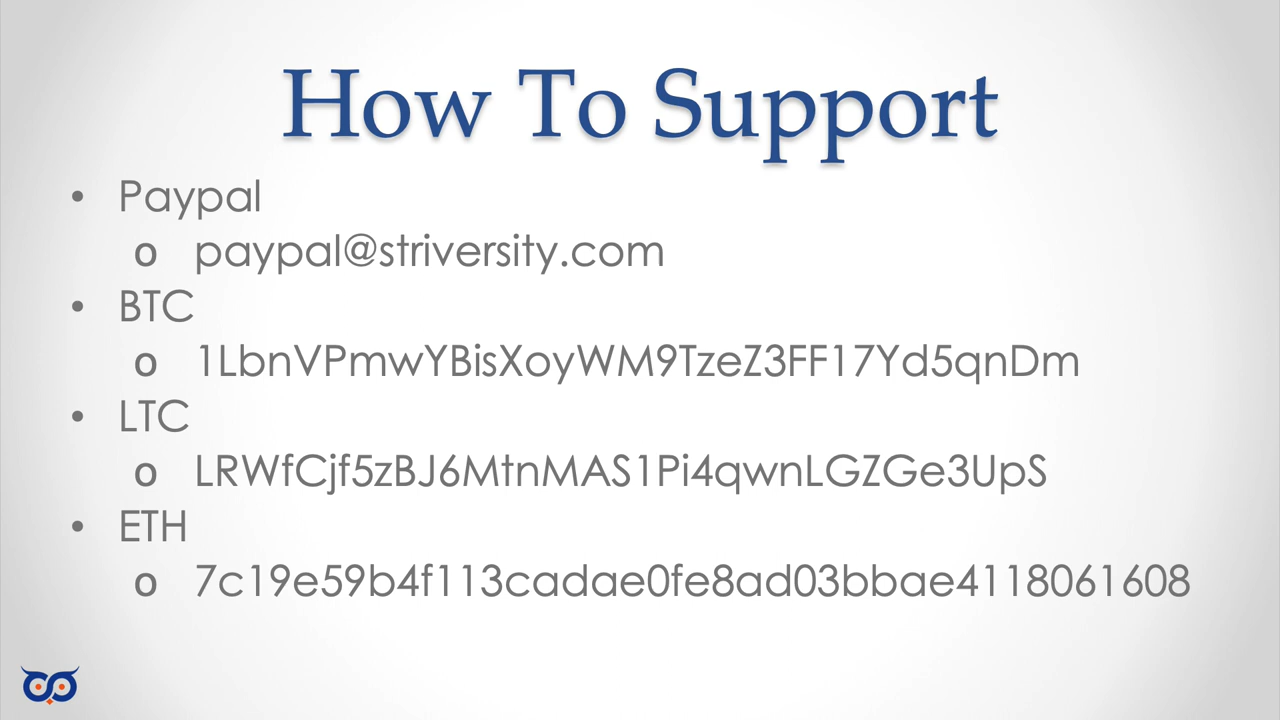 How To Support
• Paypal
o paypal@striversity.com
• BTC
o 1LbnVPmwYBisXoyWM9TzeZ3FF17Yd5qnDm
• LTC
o LRWfCjf5zBJ6MtnMAS1Pi4qwnLGZGe3UpS
• ETH
o 7c19e59b4f113cadae0fe8ad03bbae4118061608